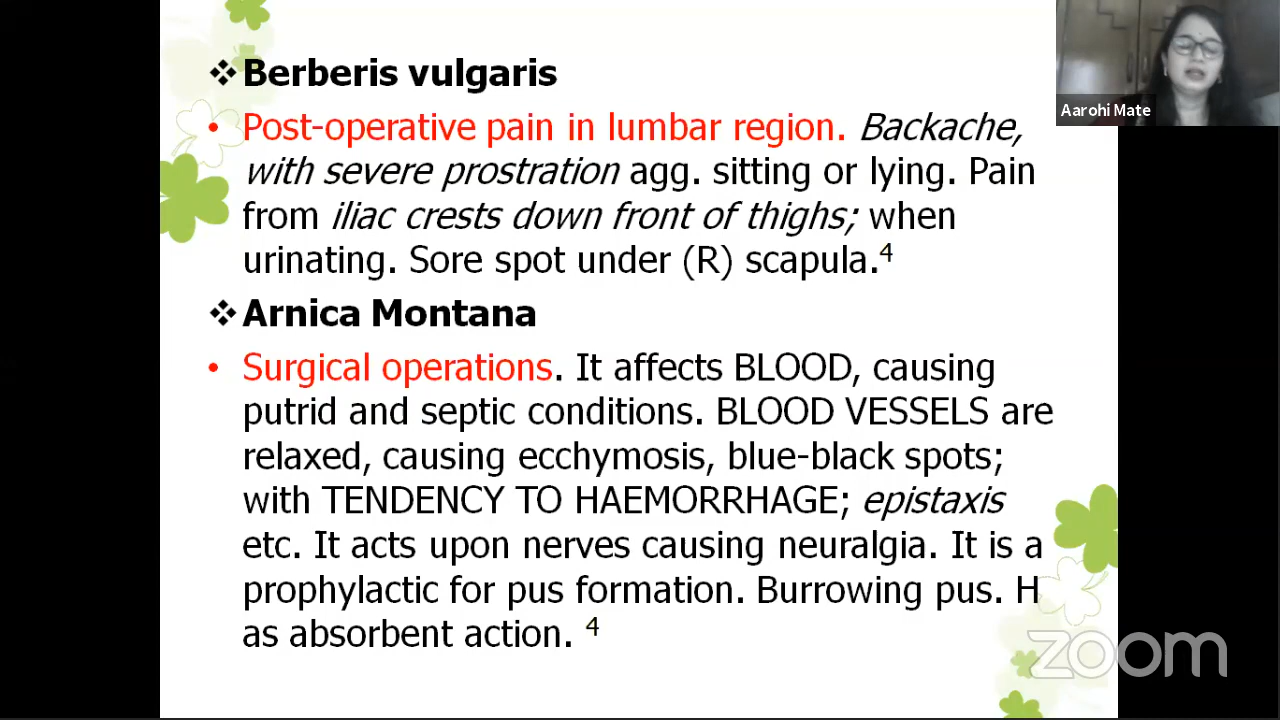 ❖Berberis vulgaris
• Post-operative pain in lumbar region. Backache,
with severe prostration agg. sitting or lying. Pain
from iliac crests down front of thighs; when
urinating. Sore spot under (R) scapula.4
❖Arnica Montana
• Surgical operations. It affects BLOOD, causing
putrid and septic conditions. BLOOD VESSELS are
relaxed, causing ecchymosis, blue-black spots;
with TENDENCY TO HAEMORRHAGE; epistaxis
etc. It acts upon nerves causing neuralgia. It is a
prophylactic for pus formation. Burrowing pus. H
as absorbent action. 4
Aarohi Mate
zoom